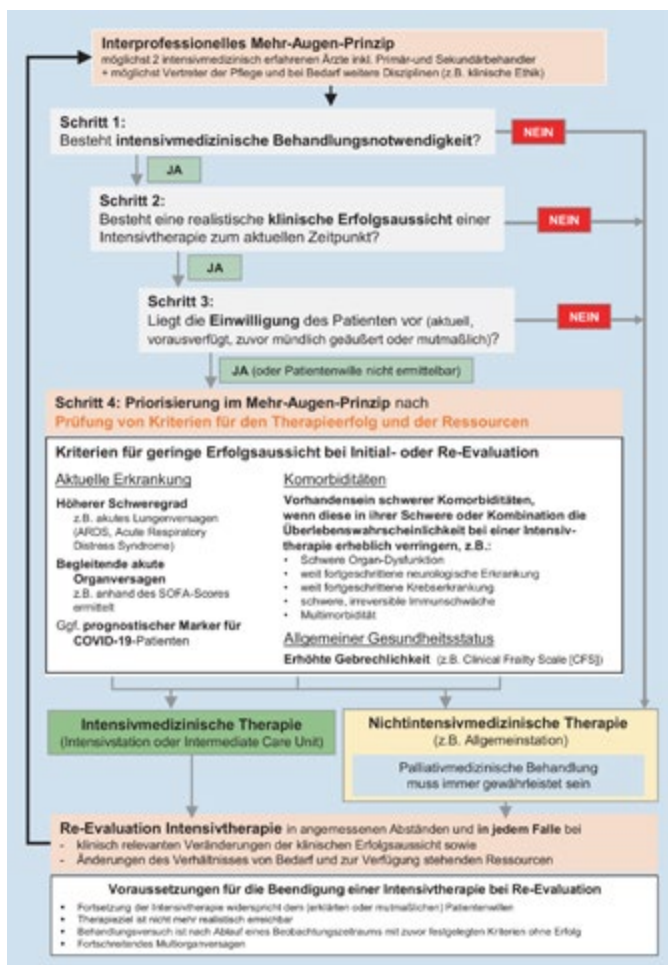 Interprofessionelles Mehr-Augen-Prinzip
möglichst 2 intensivmedizinisch erfahrenen Ärzte inkl. Primär-und Sekundärbehandler
+ möglichst Vertreter der Pflege und bei Bedarf weitere Disziplinen (z.B. klinische Ethik)
Schritt 1:
Besteht intensivmedizinische Behandlungsnotwendigkeit?
NEIN
JA
Schritt 2:
Besteht eine realistische klinische Erfolgsaussicht einer
Intensivtherapie zum aktuellen Zeitpunkt?
NEIN
JA
Schritt 3:
Liegt die Einwilligung des Patienten vor (aktuell,
vorausverfügt, zuvor mündlich geäußert oder mutmaßlich)?
NEIN
JA (oder Patientenwille nicht ermittelbar)
Schritt 4: Priorisierung im Mehr-Augen-Prinzip nach
Prüfung von Kriterien für den Therapieerfolg und der Ressourcen
Kriterien für geringe Erfolgsaussicht bei Initial- oder Re-Evaluation
Aktuelle Erkrankung
Höherer Schweregrad
z.B. akutes Lungenversagen
(ARDS, Acute Respiratory
Distress Syndrome)
Begleitende akute
Organversagen
z.B. anhand des SOFA-Scores
ermittelt
Ggf. prognostischer Marker für
COVID-19-Patienten
Komorbiditäten
Vorhandensein schwerer Komorbiditäten,
wenn diese in ihrer Schwere oder Kombination die
Überlebenswahrscheinlichkeit bei einer Intensiv-
therapie erheblich verringern, z.B.:
• Schwere Organ-Dysfunktion
• weit fortgeschrittene neurologische Erkrankung
• weit fortgeschrittene Krebserkrankung
• schwere, irreversible Immunschwäche
• Multimorbidität
Allgemeiner Gesundheitsstatus
Erhöhte Gebrechlichkeit (z.B. Clinical Frailty Scale [CFS])
Intensivmedizinische Therapie
(Intensivstation oder Intermediate Care Unit)
Nichtintensivmedizinische Therapie
(z.B. Allgemeinstation)
Palliativmedizinische Behandlung
muss immer gewährleistet sein
Re-Evaluation Intensivtherapie in angemessenen Abständen und in jedem Falle bei
- klinisch relevanten Veränderungen der klinischen Erfolgsaussicht sowie
- Änderungen des Verhältnisses von Bedarf und zur Verfügung stehenden Ressourcen
Voraussetzungen für die Beendigung einer Intensivtherapie bei Re-Evaluation
• Fortsetzung der Intensivtherapie widerspricht dem (erklärten oder mutmaßlichen) Patientenwillen
• Therapieziel ist nicht mehr realistisch erreichbar
• Behandlungsversuch ist nach Ablauf eines Beobachtungszeitraums mit zuvor festgelegten Kriterien ohne Erfolg
• Fortschreitendes Multiorganversagen